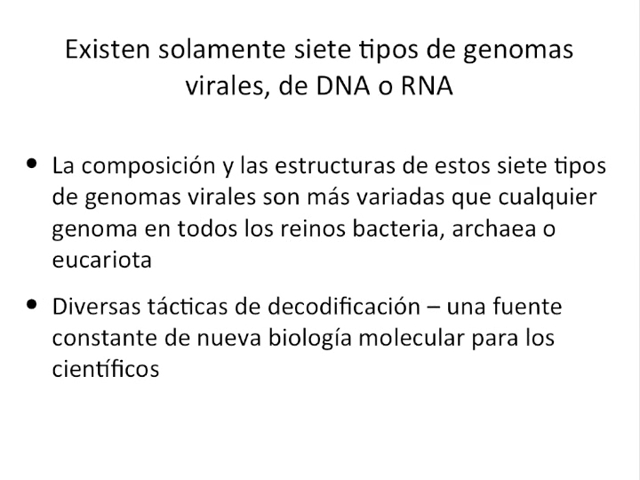 Existen solamente siete tipos de genomas
virales, de DNA o RNA
• La composición y las estructuras de estos siete tipos
de genomas virales son más variadas que cualquier
genoma en todos los reinos bacteria, archaea o
eucariota
• Diversas tácticas de decodificación – una fuente
constante de nueva biología molecular para los
científicos